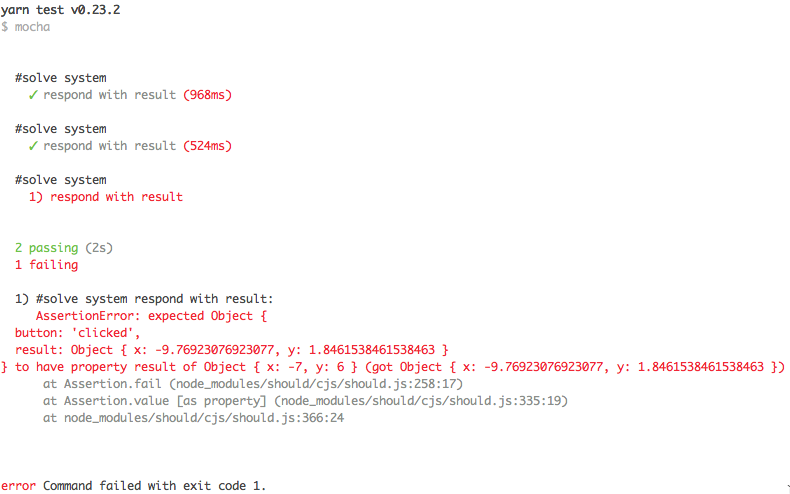 yarn test v0.23.2
$ mocha
#solve system
✓ respond with result (968ms)
#solve system
✓ respond with result (524ms)
#solve system
1) respond with result
2 passing (2s)
1 failing
1) #solve system respond with result:
AssertionError: expected Object {
button: 'clicked',
result: Object { x: -9.76923076923077, y: 1.8461538461538463 }
} to have property result of Object { x: -7, y: 6 } (got Object { x: -9.76923076923077, y: 1.8461538461538463 })
at Assertion.fail (node_modules/should/cjs/should.js:258:17)
at Assertion.value [as property] (node_modules/should/cjs/should.js:335:19)
at node_modules/should/cjs/should.js:366:24
error Command failed with exit code 1.